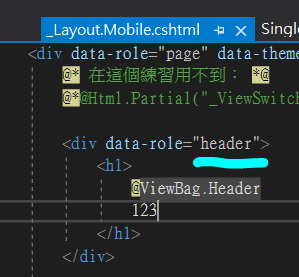 _Layout.Mobile.cshtml Single
<div data-role="page" data-theme
@* 在這個練習用不到： *@
@*@Html.Partial("_ViewSwitch
<div data-role="header">
<h1>
@ViewBag.Header
123
</h1>
</div>